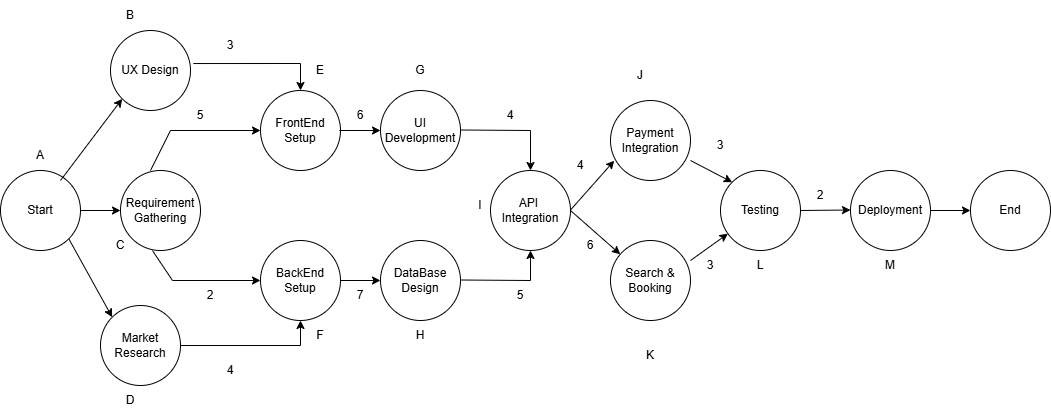 B
UX Design
3
E
G
J
FrontEnd
Setup
5
6
UI
Development
4
Payment
Integration
3
A
Start
Requirement
Gathering
C
I
API
Integration
4
6
Testing
L
2
Deployment
M
End
2
BackEnd
Setup
F
7
DataBase
Design
H
5
Search &
Booking
3
K
Market
Research
4
D